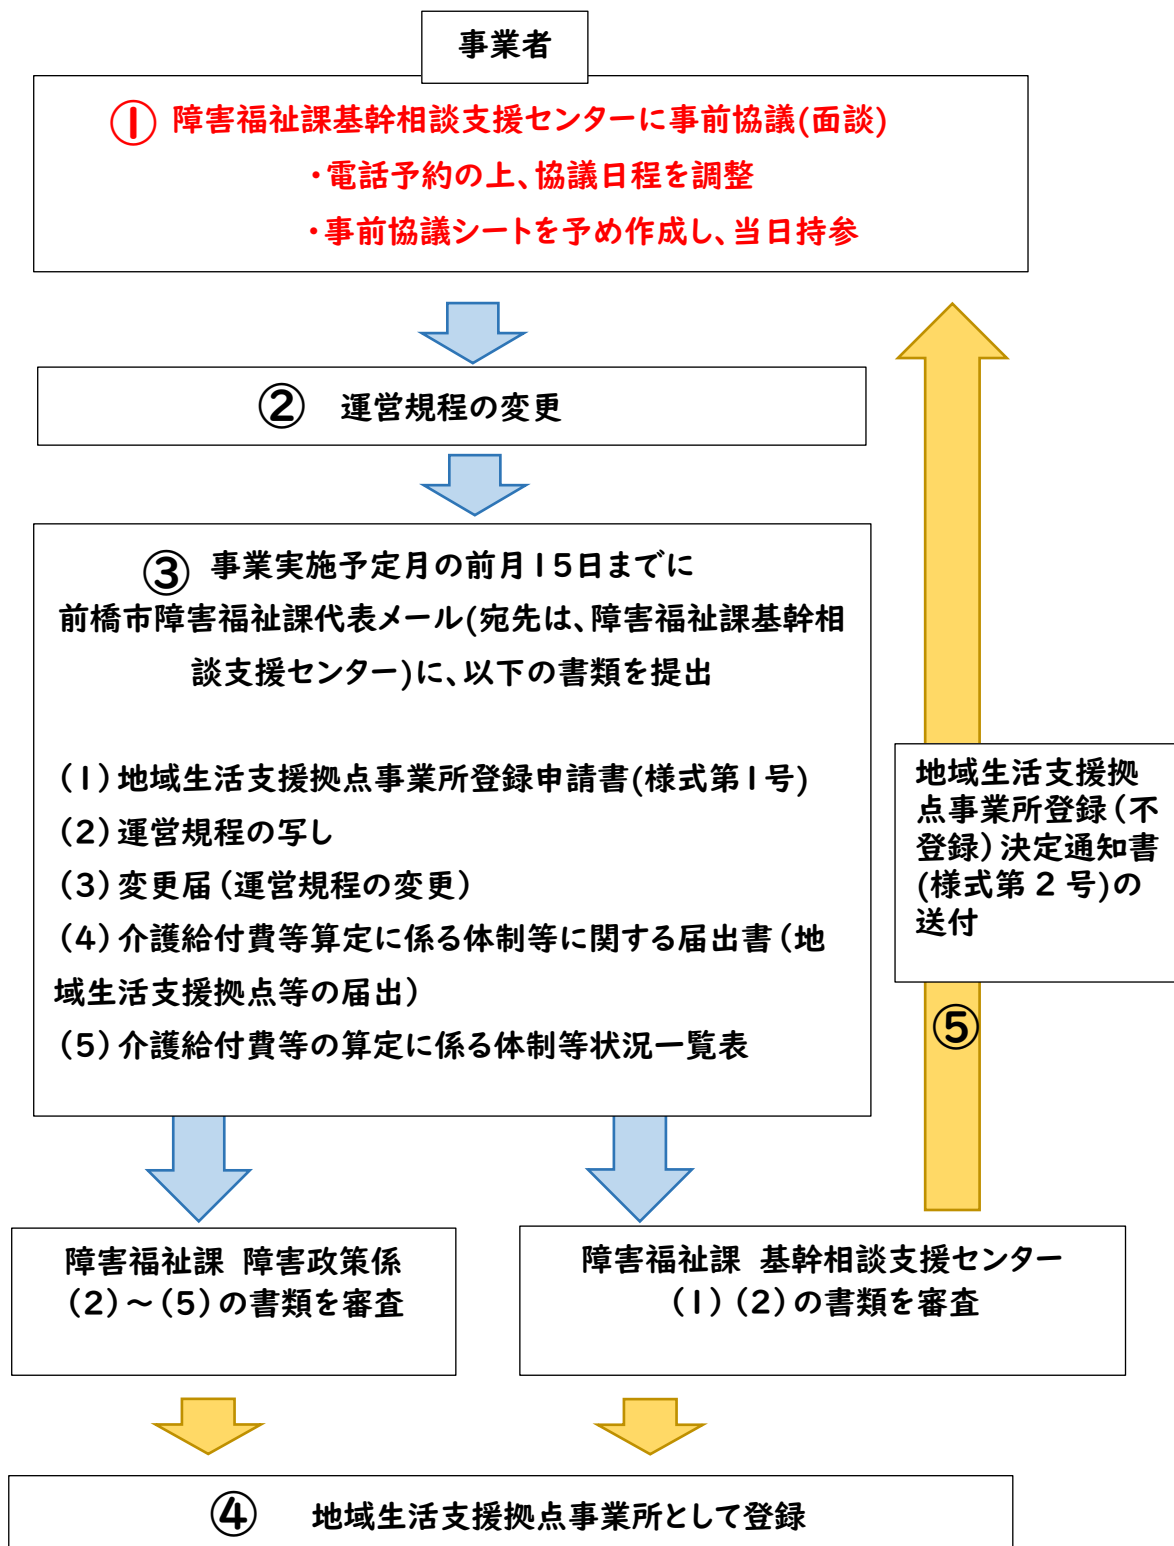 事業者
① 障害福祉課基幹相談支援センターに事前協議(面談)
・電話予約の上、協議日程を調整
・事前協議シートを予め作成し、当日持参
② 運営規程の変更
③ 事業実施予定月の前月15日までに
前橋市障害福祉課代表メール(宛先は、障害福祉課基幹相
談支援センター)に、以下の書類を提出
(1)地域生活支援拠点事業所登録申請書(様式第1号)
(2)運営規程の写し
(3)変更届(運営規程の変更)
(4)介護給付費等算定に係る体制等に関する届出書(地
域生活支援拠点等の届出)
(5)介護給付費等の算定に係る体制等状況一覧表
地域生活支援拠
点事業所登録(不
登録)決定通知書
(様式第2号)の
送付
⑤
障害福祉課 障害政策係
(2)~(5)の書類を審査
障害福祉課 基幹相談支援センター
(1)(2)の書類を審査
④ 地域生活支援拠点事業所として登録